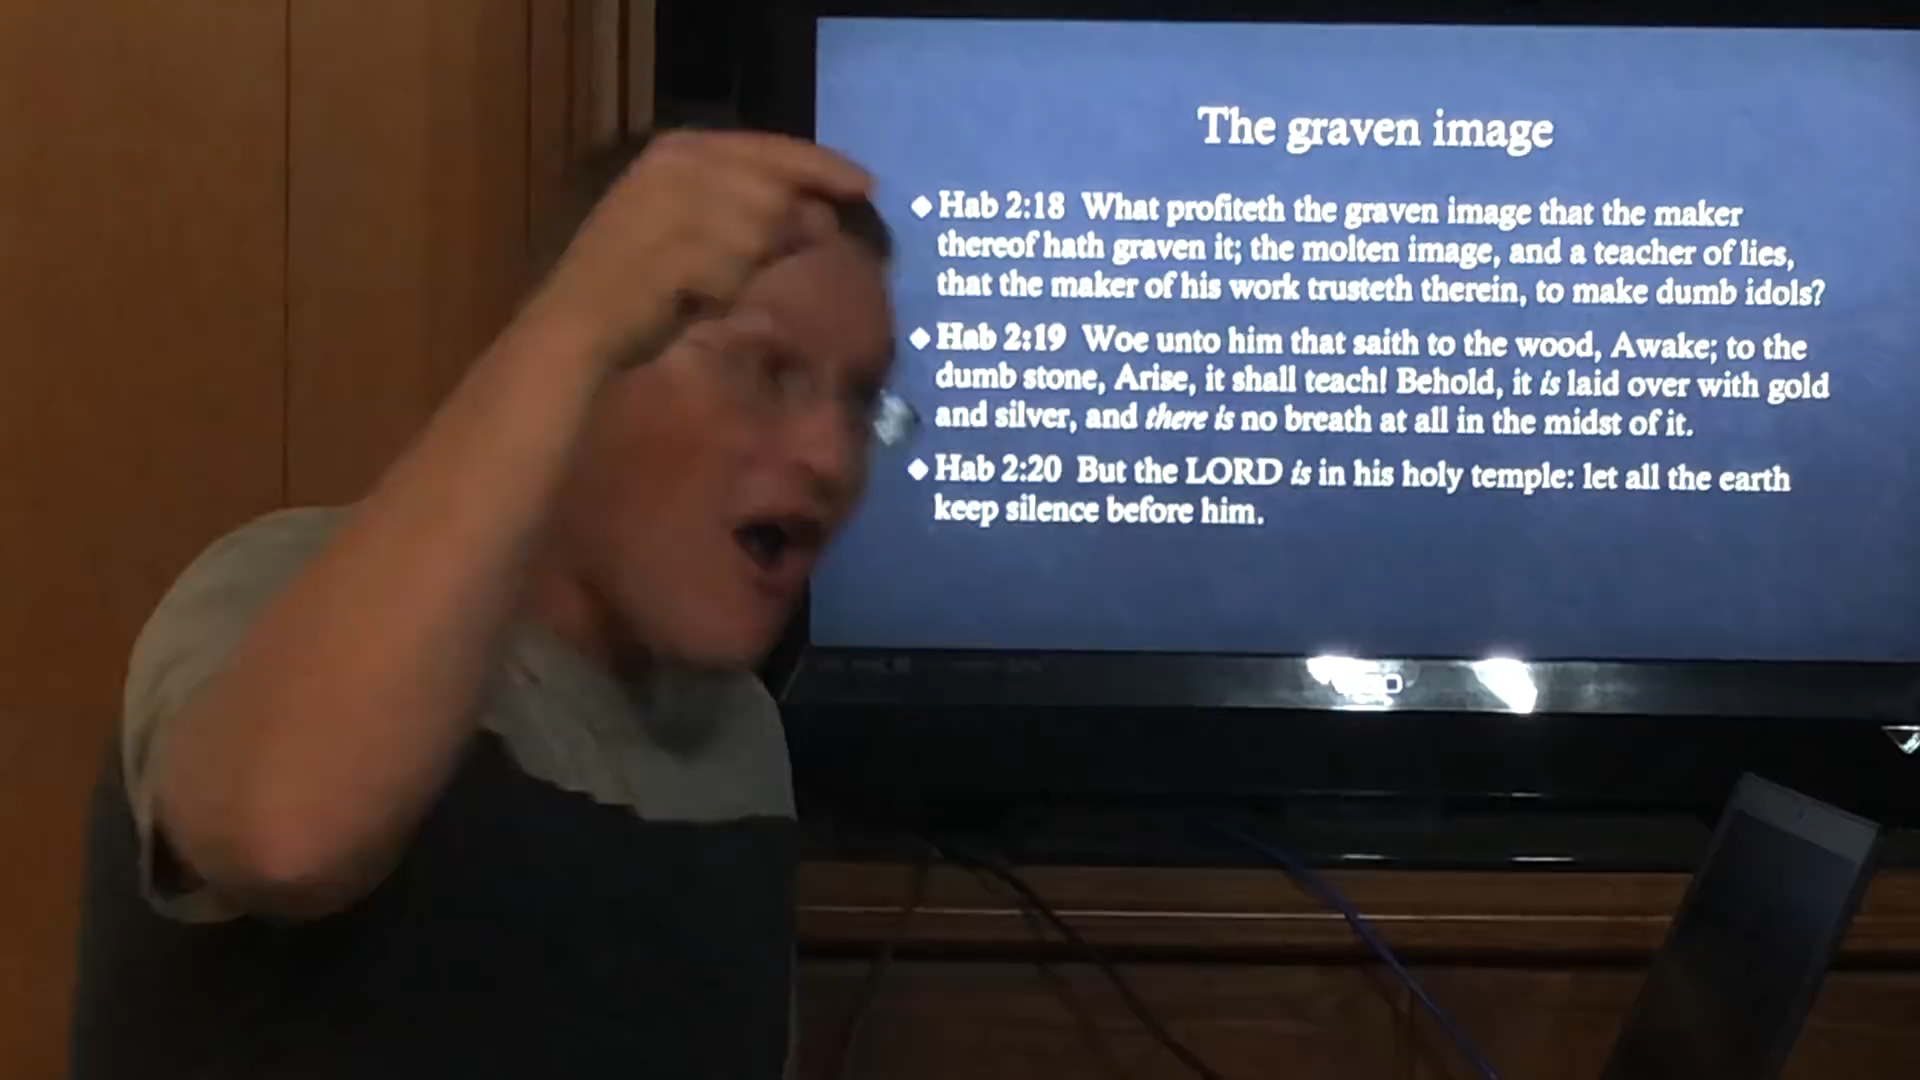 The graven image
◆ Hab 2:18 What profiteth the graven image that the maker
thereof hath graven it; the molten image, and a teacher of lies,
that the maker of his work trusteth therein, to make dumb idols?
◆ Hab 2:19 Woe unto him that saith to the wood, Awake; to the
dumb stone, Arise, it shall teach! Behold, it is laid over with gold
and silver, and there is no breath at all in the midst of it.
◆ Hab 2:20 But the LORD is in his holy temple: let all the earth
keep silence before him.